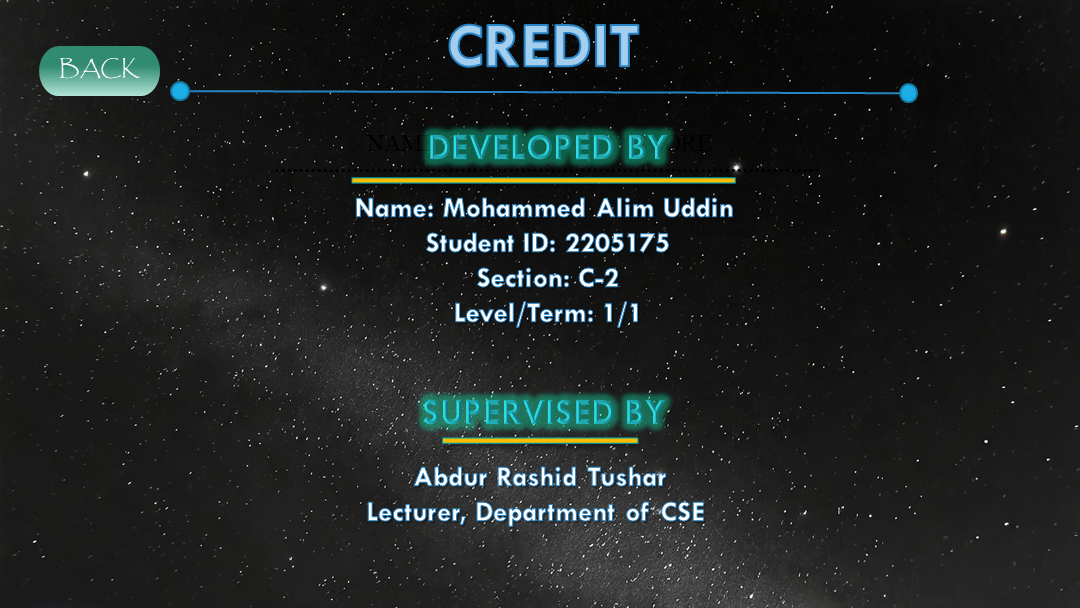 CREDIT
BACK
DEVELOPED BY
Name: Mohammed Alim Uddin
Student ID: 2205175
Section: C-2
Level/Term: 1/1
SUPERVISED BY
Abdur Rashid Tushar
Lecturer, Department of CSE